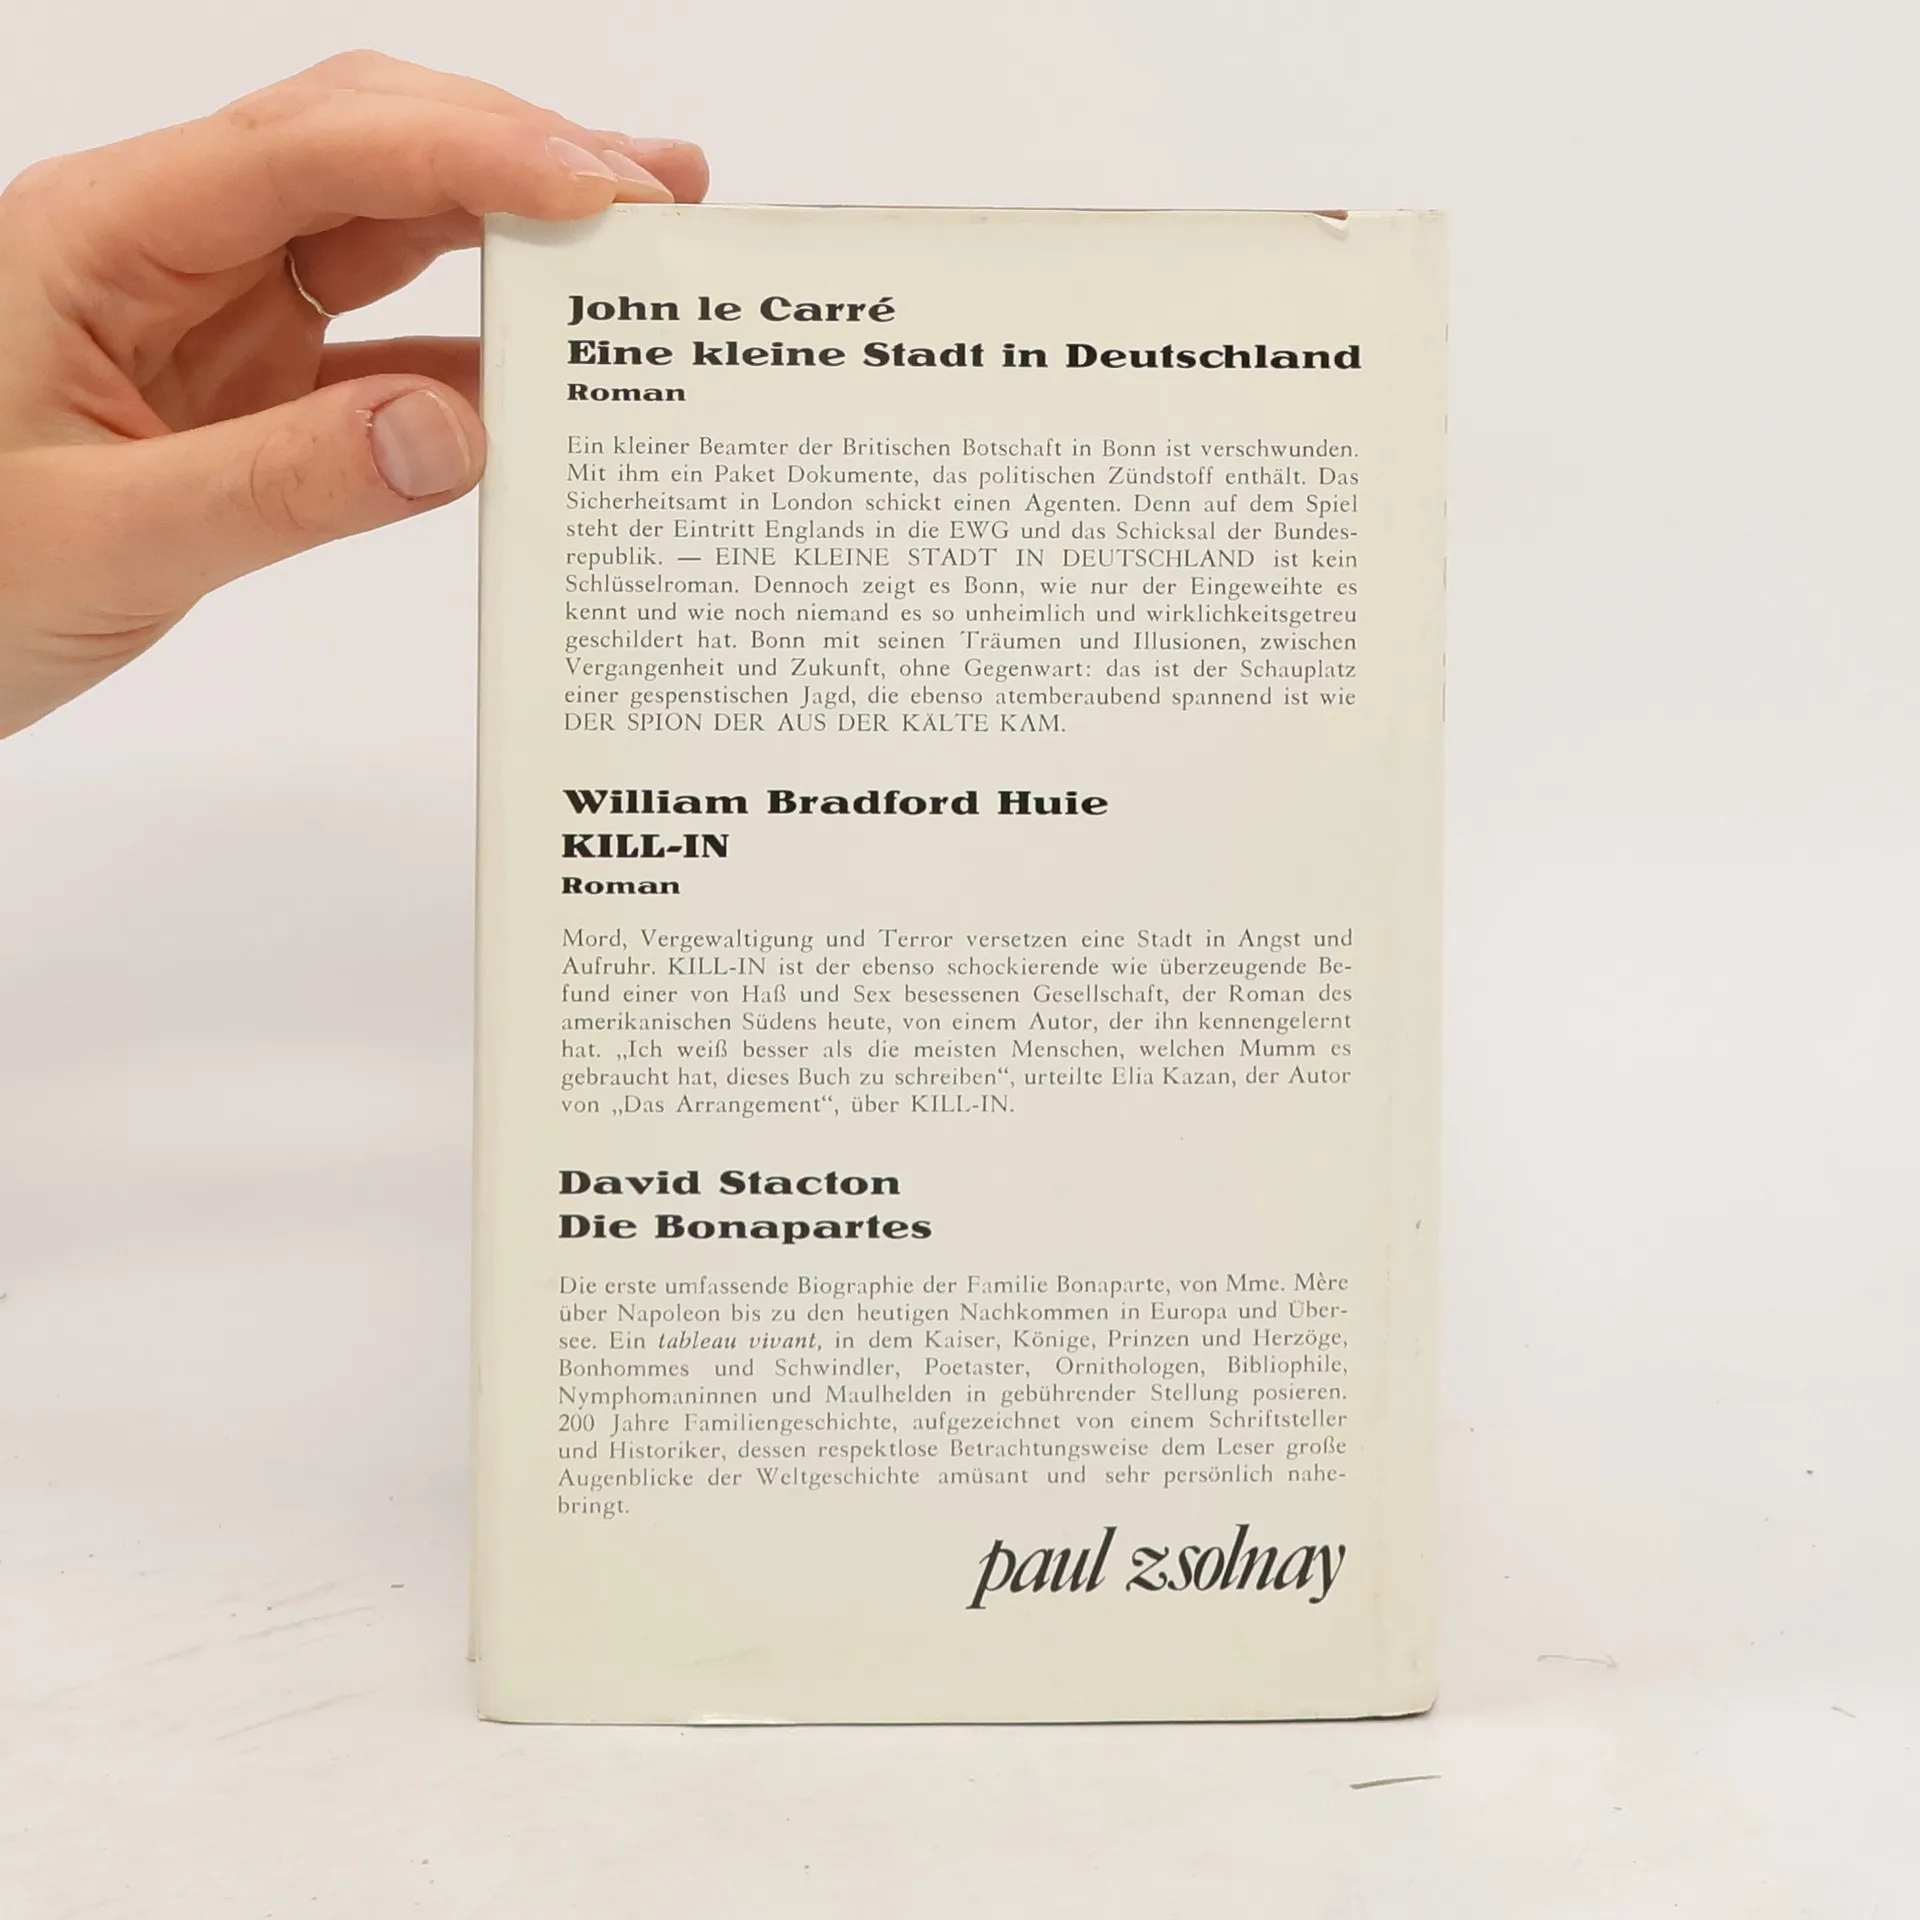 John le Carré
Eine kleine Stadt in Deutschland
Roman
Ein kleiner Beamter der Britischen Botschaft in Bonn ist verschwunden.
Mit ihm ein Paket Dokumente, das politischen Zündstoff enthält. Das
Sicherheitsamt in London schickt einen Agenten. Denn auf dem Spiel
steht der Eintritt Englands in die EWG und das Schicksal der Bundes-
republik. — EINE KLEINE STADT IN DEUTSCHLAND ist kein
Schlüsselroman. Dennoch zeigt es Bonn, wie nur der Eingeweihte es
kennt und wie noch niemand es so unheimlich und wirklichkeitsgetreu
geschildert hat. Bonn mit seinen Träumen und Illusionen, zwischen
Vergangenheit und Zukunft, ohne Gegenwart: das ist der Schauplatz
einer gespenstischen Jagd, die ebenso atemberaubend spannend ist wie
DER SPION DER AUS DER KÄLTE KAM.
William Bradford Huie
KILL-IN
Roman
Mord, Vergewaltigung und Terror versetzen eine Stadt in Angst und
Aufruhr. KILL-IN ist der ebenso schockierende wie überzeugende Be-
fund einer von Haß und Sex besessenen Gesellschaft, der Roman des
amerikanischen Südens heute, von einem Autor, der ihn kennengelernt
hat. „Ich weiß besser als die meisten Menschen, welchen Mumm es
gebraucht hat, dieses Buch zu schreiben“, urteilte Elia Kazan, der Autor
von „Das Arrangement“, über KILL-IN.
David Stacton
Die Bonapartes
Die erste umfassende Biographie der Familie Bonaparte, von Mme. Mère
über Napoleon bis zu den heutigen Nachkommen in Europa und Über-
see. Ein tableau vivant, in dem Kaiser, Könige, Prinzen und Herzöge,
Bonhommes und Schwindler, Poetaster, Ornithologen, Bibliophile,
Nymphomaninnen und Maulhelden in gebührender Stellung posieren.
200 Jahre Familiengeschichte, aufgezeichnet von einem Schriftsteller
und Historiker, dessen respektlose Betrachtungsweise dem Leser große
Augenblicke der Weltgeschichte amüsant und sehr persönlich nahe-
bringt.
paul zsolnay